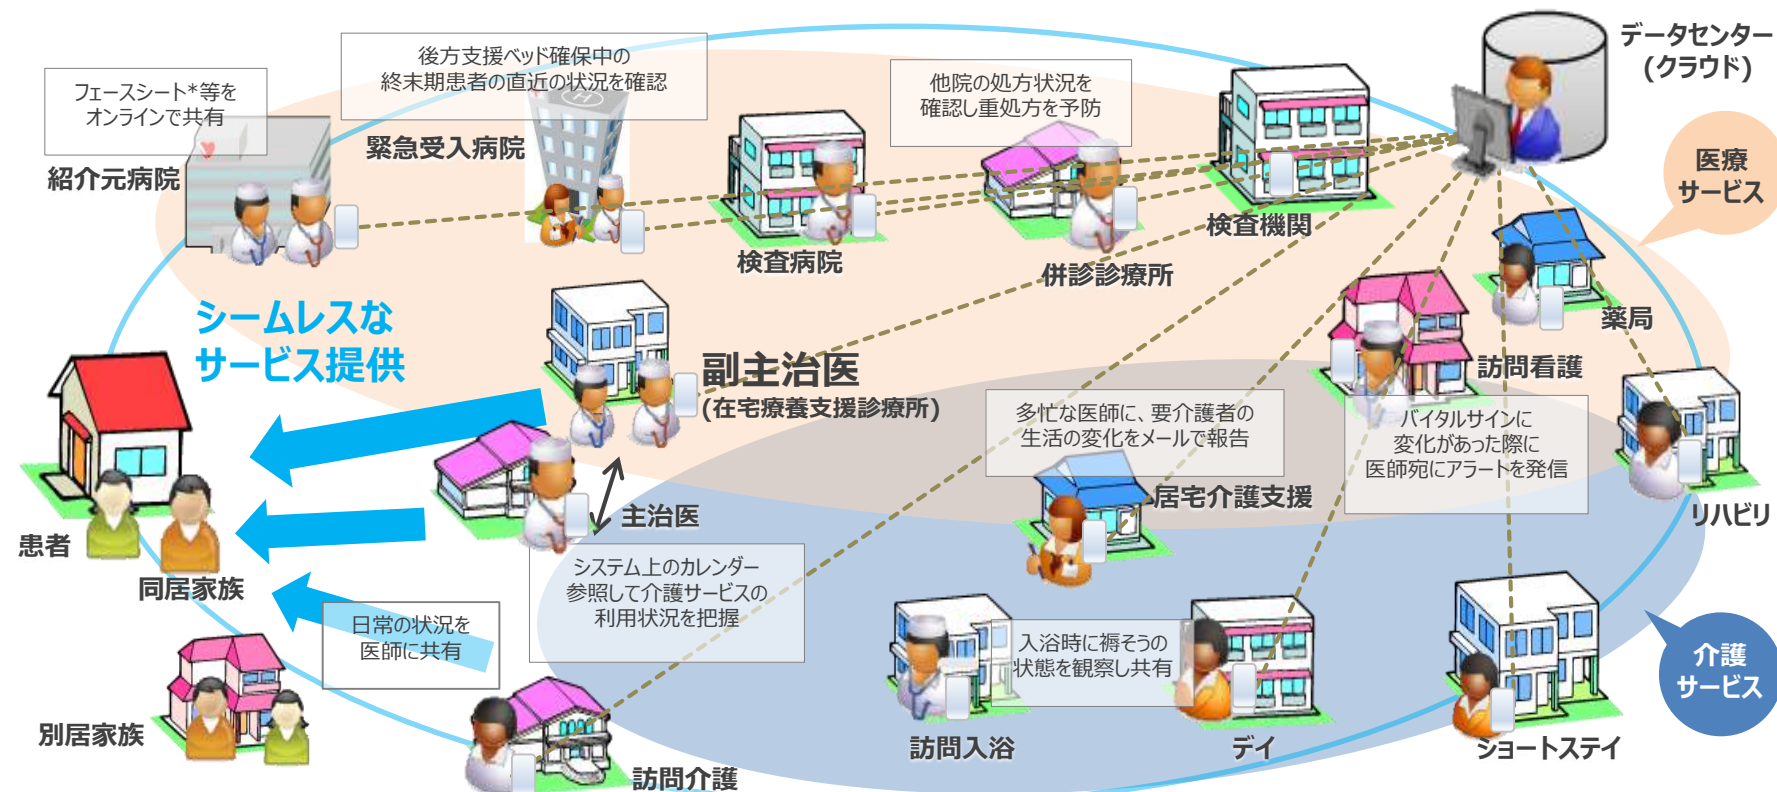 後方支援ベッド確保中の
終末期患者の直近の状況を確認
フェースシート*等を
オンラインで共有
他院の処方状況を
確認し重処方を予防
データセンター
(クラウド)
緊急受入病院
紹介元病院
医療
サービス
検査病院
併診診療所
検査機関
薬局
シームレスな
サービス提供
副主治医
(在宅療養支援診療所)
訪問看護
多忙な医師に、要介護者の
生活の変化をメールで報告
バイタルサインに
変化があった際に
医師宛にアラートを発信
居宅介護支援
リハビリ
主治医
患者
同居家族
システム上のカレンダー
参照して介護サービスの
利用状況を把握
日常の状況を
医師に共有
入浴時に褥そうの
状態を観察し共有
介護
サービス
別居家族
訪問介護
訪問入浴
デイ
ショートステイ